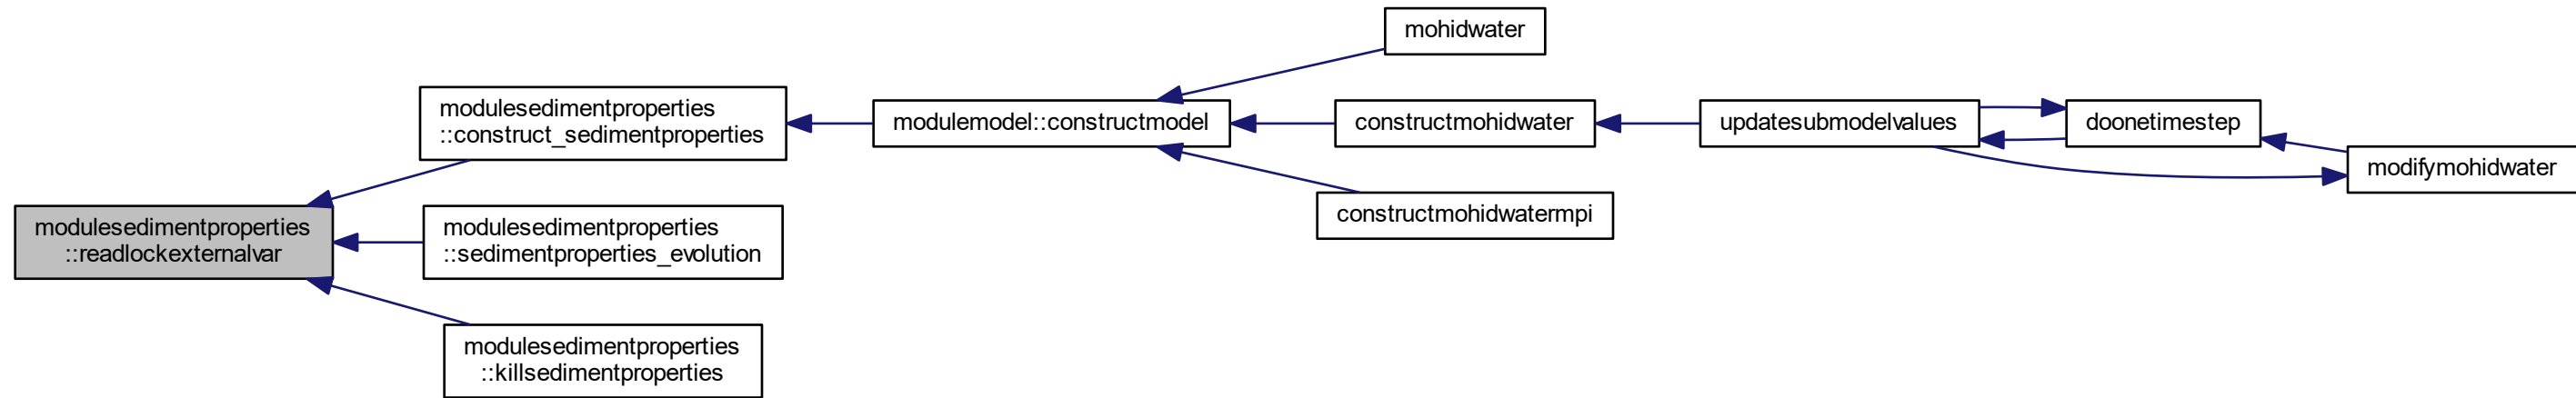 mohidwater
modulesedimentproperties
::construct_sedimentproperties
modulemodel::constructmodel
constructmohidwater
updatesubmodelvalues
doonetimestep
modifymohidwater
constructmohidwatermpi
modulesedimentproperties
::readlockexternalvar
modulesedimentproperties
::sedimentproperties_evolution
modulesedimentproperties
::killsedimentproperties